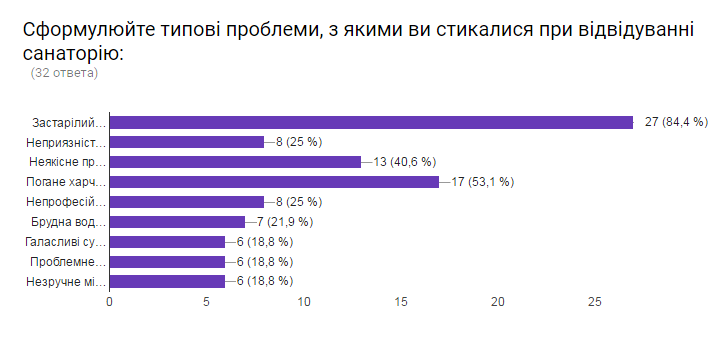 Сформулюйте типові проблеми, з якими ви стикалися при відвідуванні
санаторію:
(32 ответа)
Застарілий… 27 (84,4 %)
Неприязніст… 8 (25 %)
Неякісне пр… 13 (40,6 %)
Погане харч… 17 (53,1 %)
Непрофесій… 8 (25 %)
Брудна вод… 7 (21,9 %)
Галасливі су… 6 (18,8 %)
Проблемне… 6 (18,8 %)
Незручне мі… 6 (18,8 %)
0 5 10 15 20 25